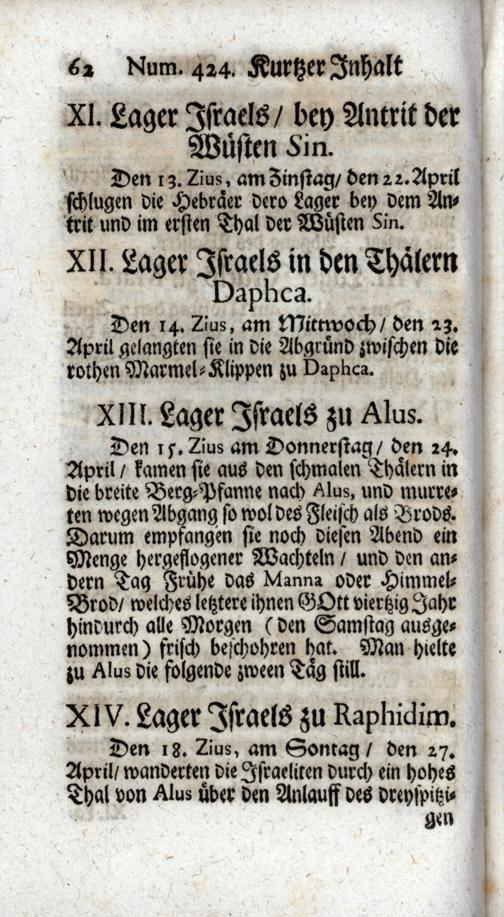 62 Num. 424. Kurtzer Inhalt
XI. Lager Israels / bey Antrit der
Wüsten Sin.
Den 13. Zius, am Zinstag / den 22. April
schlugen die Hebräer dero Lager bey dem An-
trit und im ersten Thal der Wüsten Sin.
XII. Lager Israels in den Thälern
Daphca.
Den 14. Zius, am Mittwoch / den 23.
April gelangten sie in die Abgründ zwischen die
rothen Marmel-Klippen zu Daphca.
XIII. Lager Israels zu Alus.
Den 15. Zius am Donnerstag / den 24.
April / kamen sie aus den schmalen Thälern in
die breite Berg-Pfanne nach Alus, und murre-
ten wegen Abgang so wol des Fleisch als Brods.
Darum empfangen sie noch diesen Abend ein
Menge hergeflogener Wachteln / und den an-
dern Tag Frühe das Manna oder Himmel-
Brod / welches letztere ihnen GOtt viertzig Jahr
hindurch alle Morgen ( den Samstag ausge-
nommen ) frisch beschohren hat. Man hielte
zu Alus die folgende zween Täg still.
XIV. Lager Israels zu Raphidim.
Den 18. Zius, am Sontag / den 27.
April / wanderten die Israeliten durch ein hohes
Thal von Alus über den Anlauff des dreyspitzi-
gen